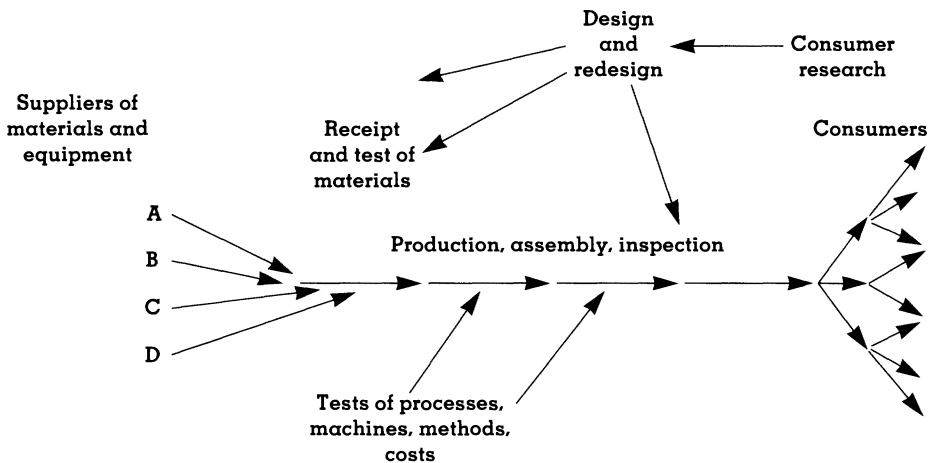 Design
and
redesign
Consumer
research
Suppliers of
materials and
equipment
Receipt
and test of
materials
Consumers
A
B
C
D
Production, assembly, inspection
Tests of processes,
machines, methods,
costs